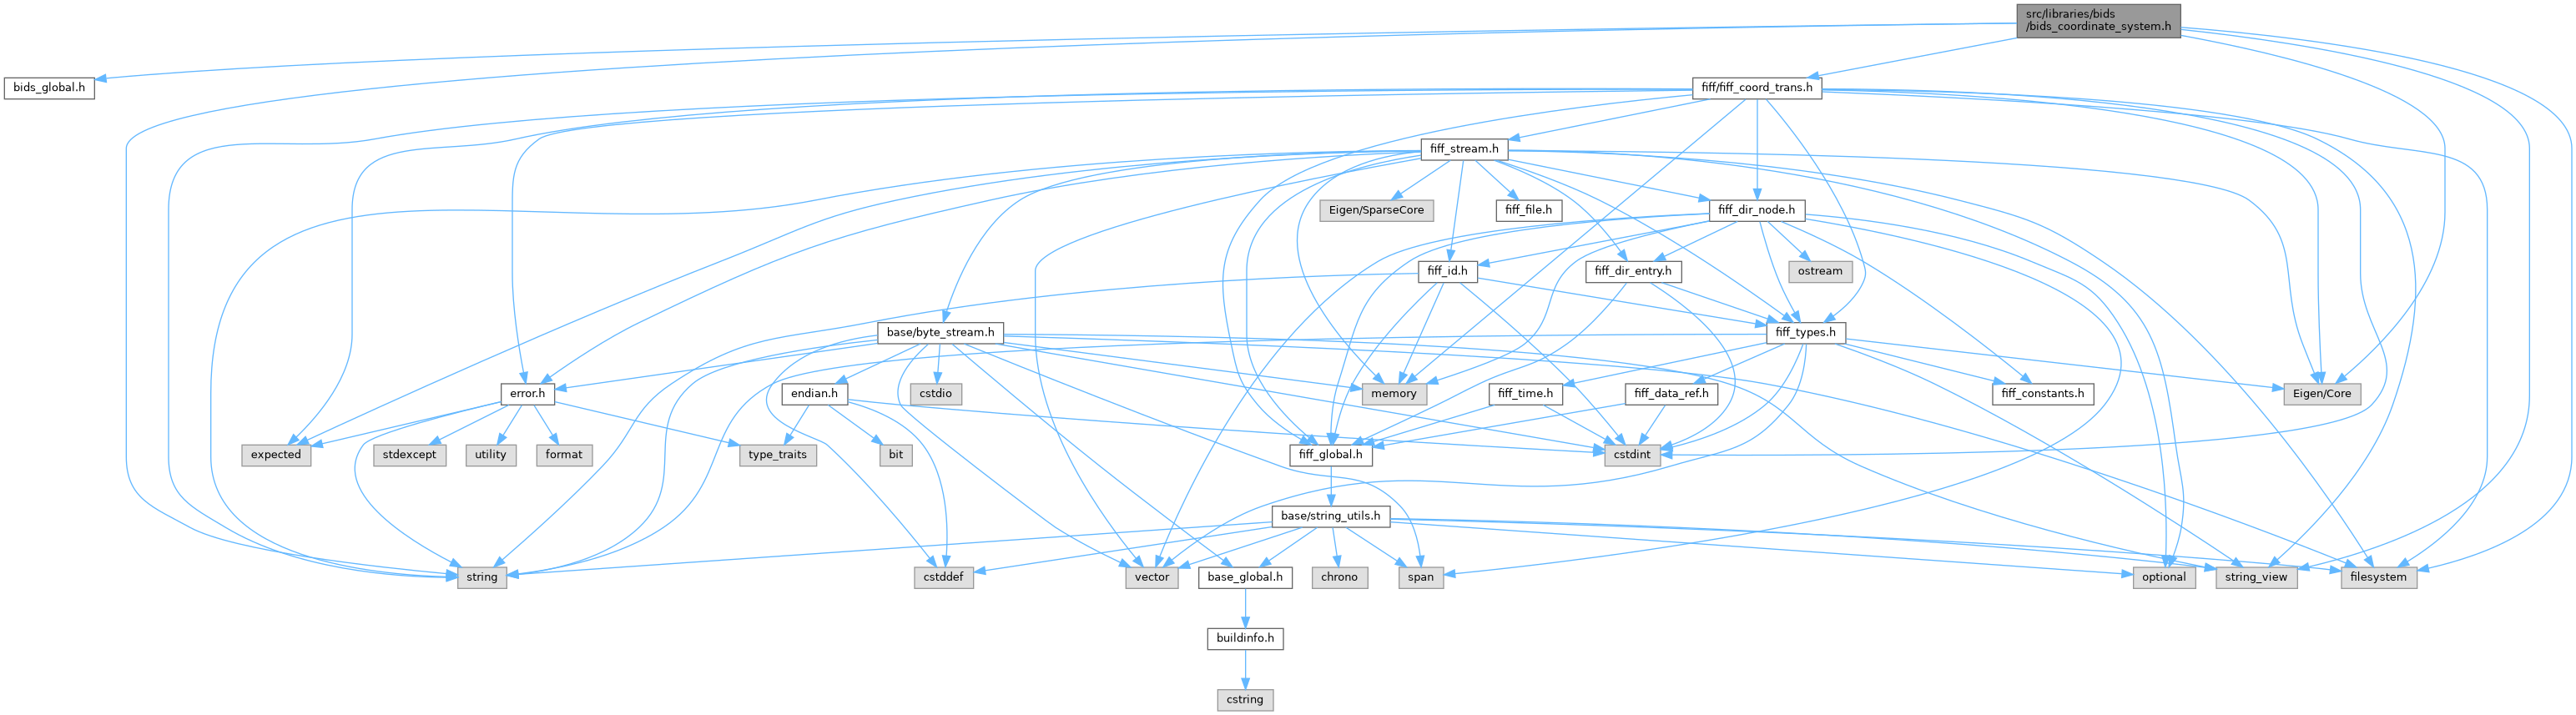 src/libraries/bids
/bids_coordinate_system.h
bids_global.h
fiff/fiff_coord_trans.h
fiff_stream.h
Eigen/SparseCore
fiff_file.h
fiff_dir_node.h
fiff_id.h
fiff_dir_entry.h
ostream
base/byte_stream.h
fiff_types.h
error.h
endian.h
cstdio
memory
fiff_time.h
fiff_data_ref.h
fiff_constants.h
Eigen/Core
expected
stdexcept
utility
format
type_traits
bit
fiff_global.h
cstdint
base/string_utils.h
string
cstddef
vector
base_global.h
chrono
span
optional
string_view
filesystem
buildinfo.h
cstring